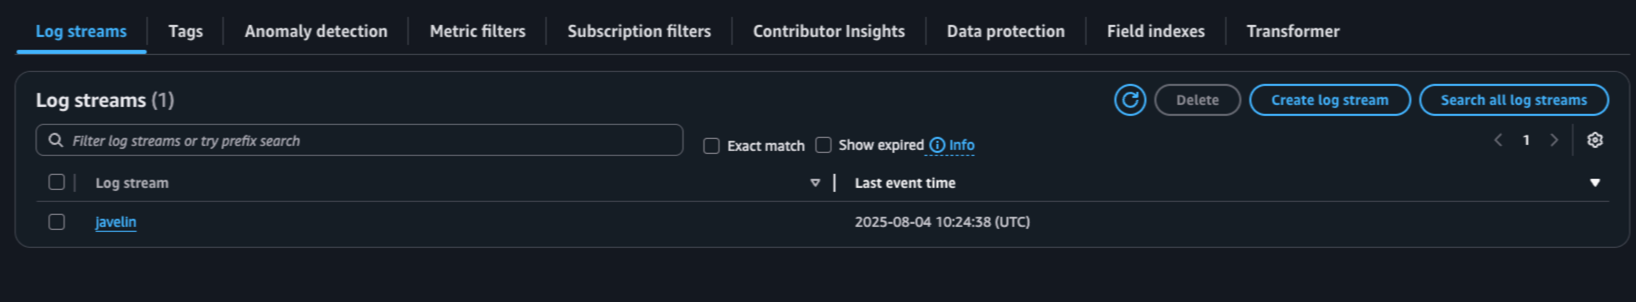 Log streams Tags Anomaly detection Metric filters Subscription filters Contributor Insights Data protection Field indexes Transformer
Log streams (1) Delete Create log stream Search all log streams
Filter log streams or try prefix search Exact match Show expired Info 1
Log stream Last event time
javelin 2025-08-04 10:24:38 (UTC)